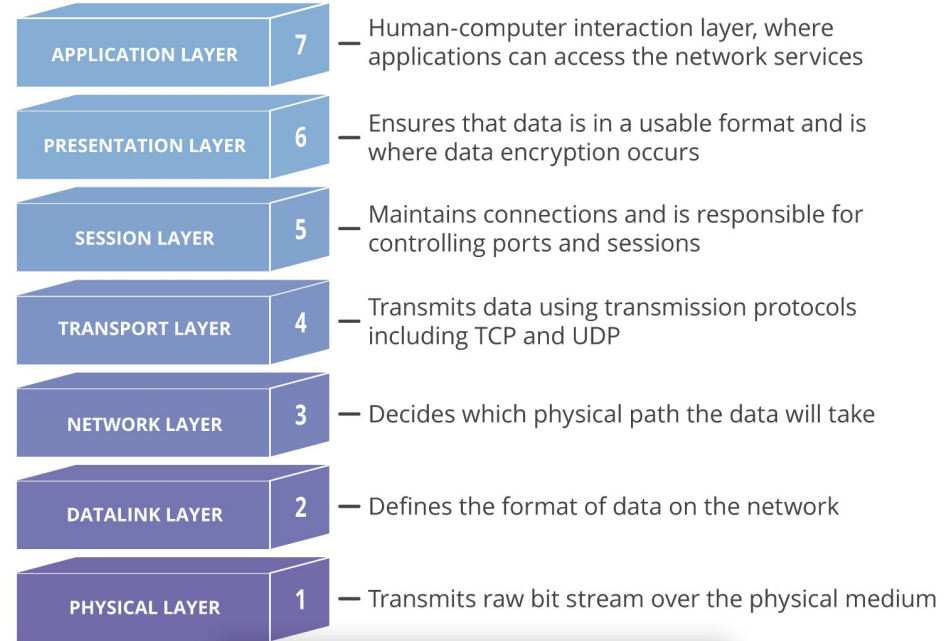 APPLICATION LAYER
7
Human-computer interaction layer, where
applications can access the network services
PRESENTATION LAYER
6
Ensures that data is in a usable format and is
where data encryption occurs
SESSION LAYER
5
Maintains connections and is responsible for
controlling ports and sessions
TRANSPORT LAYER
4
Transmits data using transmission protocols
including TCP and UDP
NETWORK LAYER
3
Decides which physical path the data will take
DATALINK LAYER
2
Defines the format of data on the network
PHYSICAL LAYER
1
Transmits raw bit stream over the physical medium